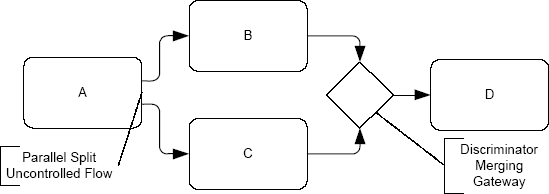 B
A
D
C
Parallel Split
Uncontrolled Flow
Discriminator
Merging
Gateway